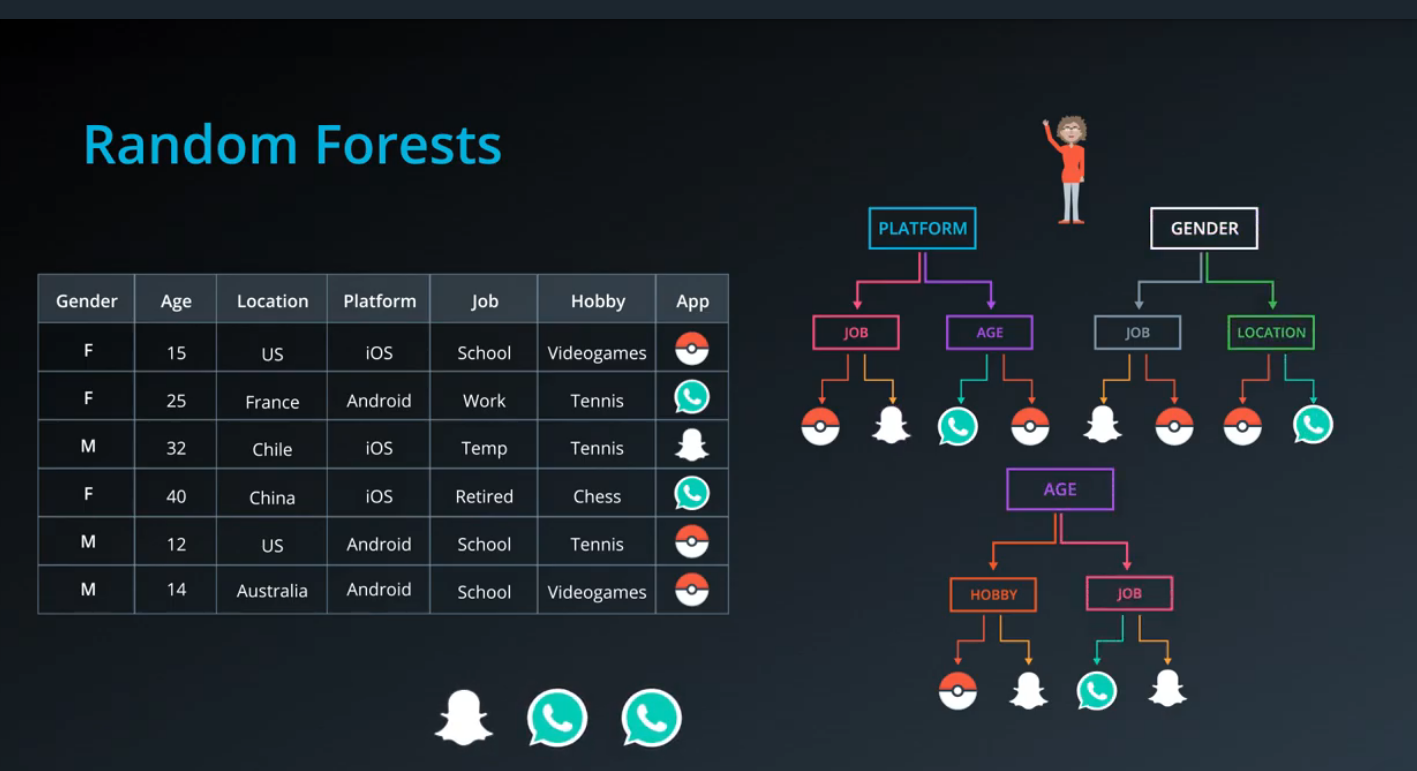 Random Forests
Gender Age Location Platform Job Hobby App
F 15 US iOS School Videogames
F 25 France Android Work Tennis
M 32 Chile iOS Temp Tennis
F 40 China iOS Retired Chess
M 12 US Android School Tennis
M 14 Australia Android School Videogames
PLATFORM
JOB AGE
GENDER
JOB LOCATION
AGE
HOBBY JOB